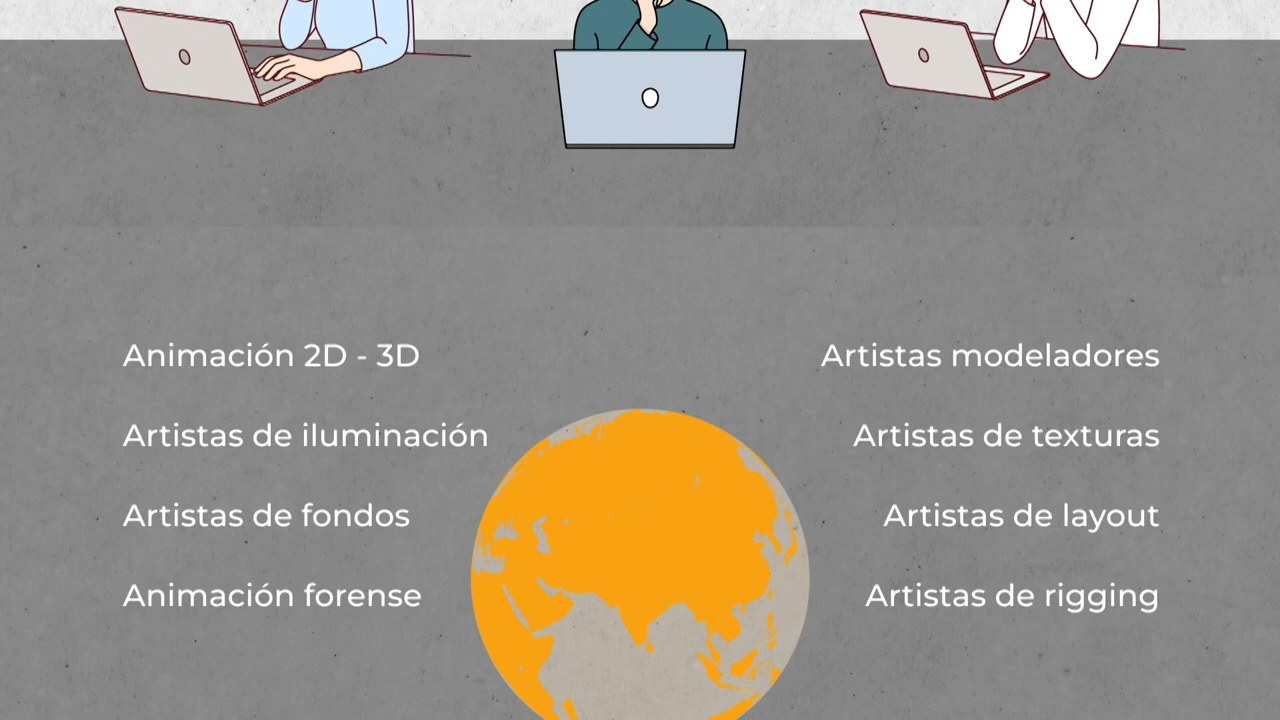 Animación 2D - 3D
Artistas de iluminación
Artistas de fondos
Animación forense
Artistas modeladores
Artistas de texturas
Artistas de layout
Artistas de rigging